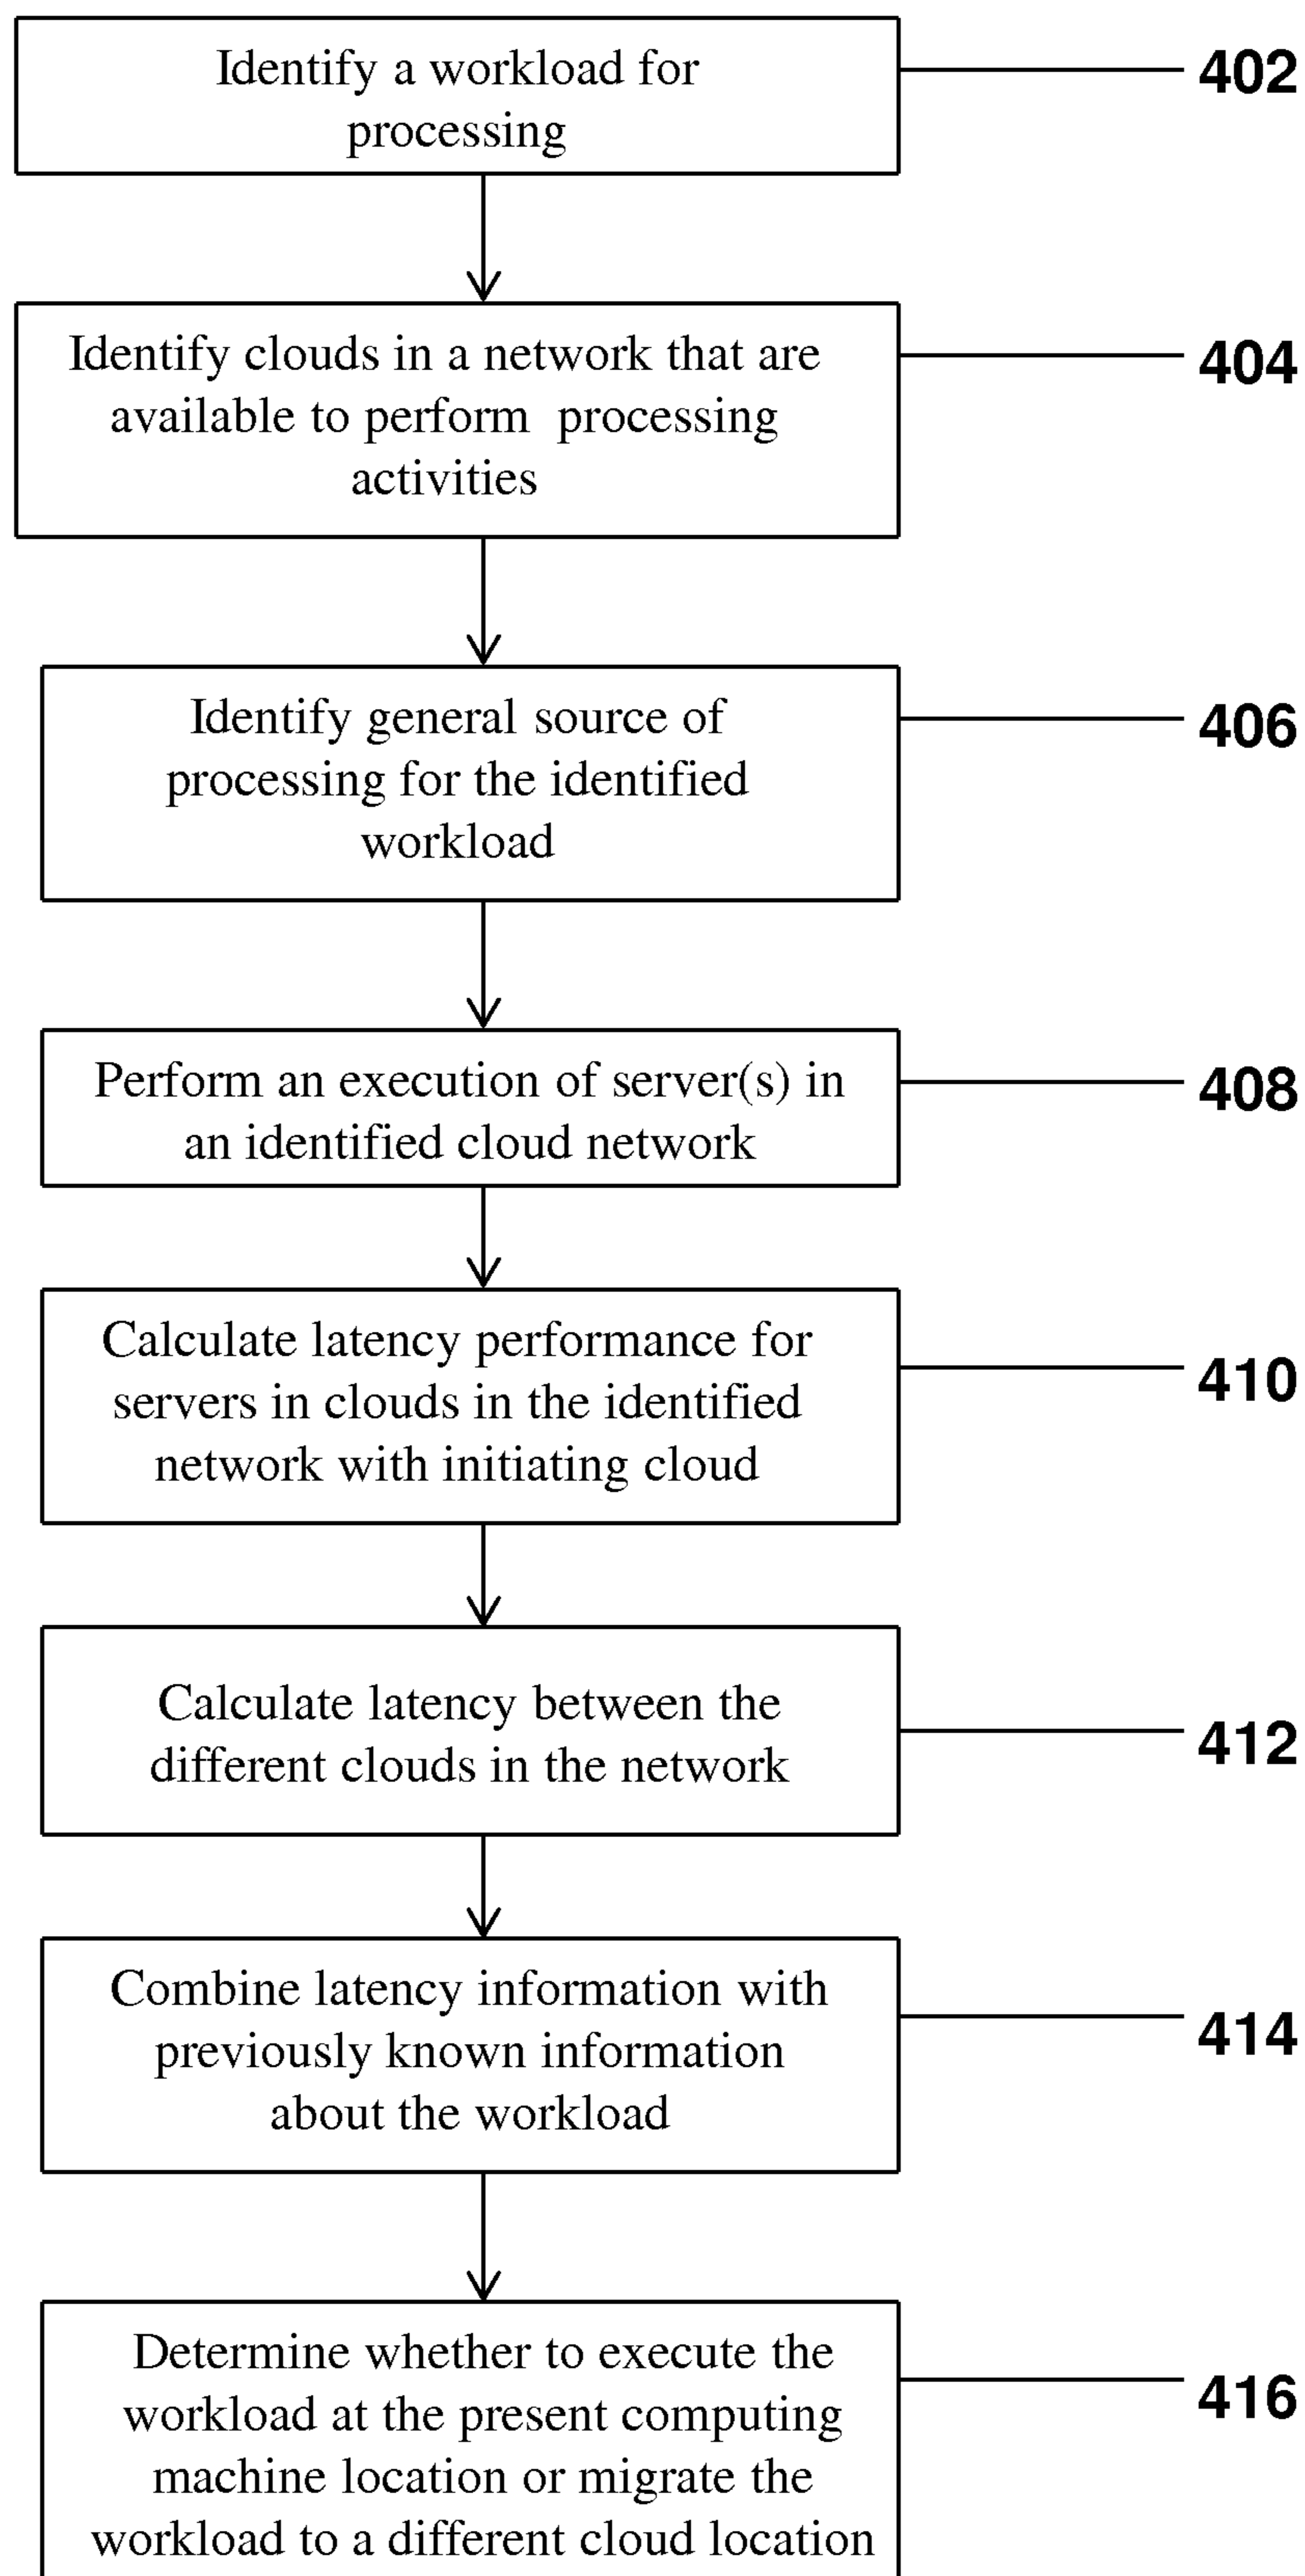 Identify a workload for
processing
402
Identify clouds in a network that are
available to perform  processing
activities
404
Identify general source of
processing for the identified
workload
406
Perform an execution of server(s) in
an identified cloud network
408
Calculate latency performance for
servers in clouds in the identified
network with initiating cloud
410
Calculate latency between the
different clouds in the network
412
Combine latency information with
previously known information
about the workload
414
Determine whether to execute the
workload at the present computing
machine location or migrate the
workload to a different cloud location
416